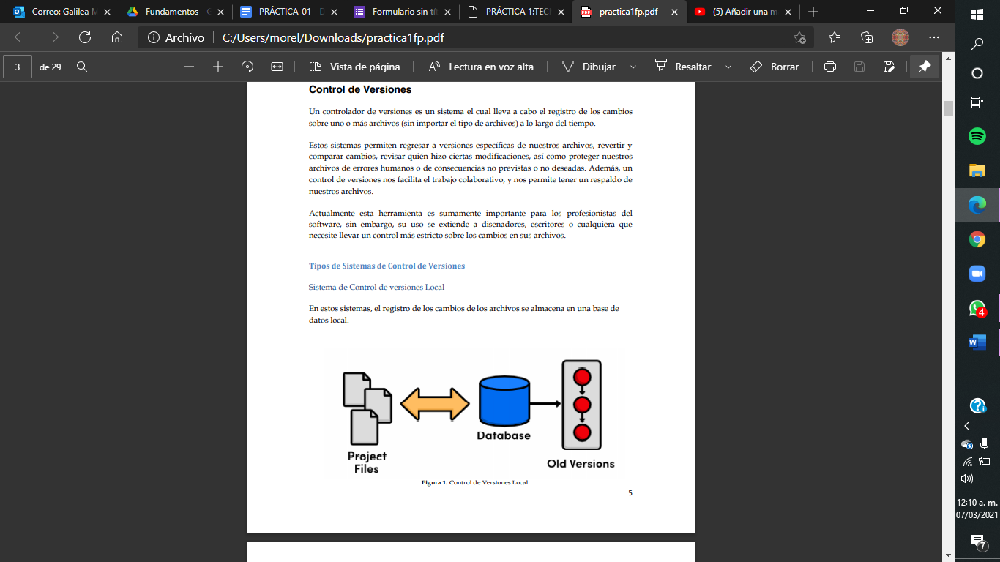 Correo: Galilea M
Fundamentos - G
PRÁCTICA-01 - D
Formulario sin tí
PRÁCTICA 1:TEC
practica1fp.pdf
(5) Añadir una m
Archivo
C:/Users/morel/Downloads/practica1fp.pdf
3 de 29
Vista de página
Lectura en voz alta
Dibujar
Resaltar
Borrar
Control de Versiones
Un controlador de versiones es un sistema el cual lleva a cabo el registro de los cambios
sobre uno o más archivos (sin importar el tipo de archivos) a lo largo del tiempo.
Estos sistemas permiten regresar a versiones específicas de nuestros archivos, revertir y
comparar cambios, revisar quién hizo ciertas modificaciones, así como proteger nuestros
archivos de errores humanos o de consecuencias no previstas o no deseadas. Además, un
control de versiones nos facilita el trabajo colaborativo, y nos permite tener un respaldo de
nuestros archivos.
Actualmente esta herramienta es sumamente importante para los profesionistas del
software, sin embargo, su uso se extiende a diseñadores, escritores o cualquiera que
necesite llevar un control más estricto sobre los cambios en sus archivos.
Tipos de Sistemas de Control de Versiones
Sistema de Control de versiones Local
En estos sistemas, el registro de los cambios de los archivos se almacena en una base de
datos local.
Project
Files
Database
Old Versions
Figura 1: Control de Versiones Local
5
4
12:10 a. m.
07/03/2021
7